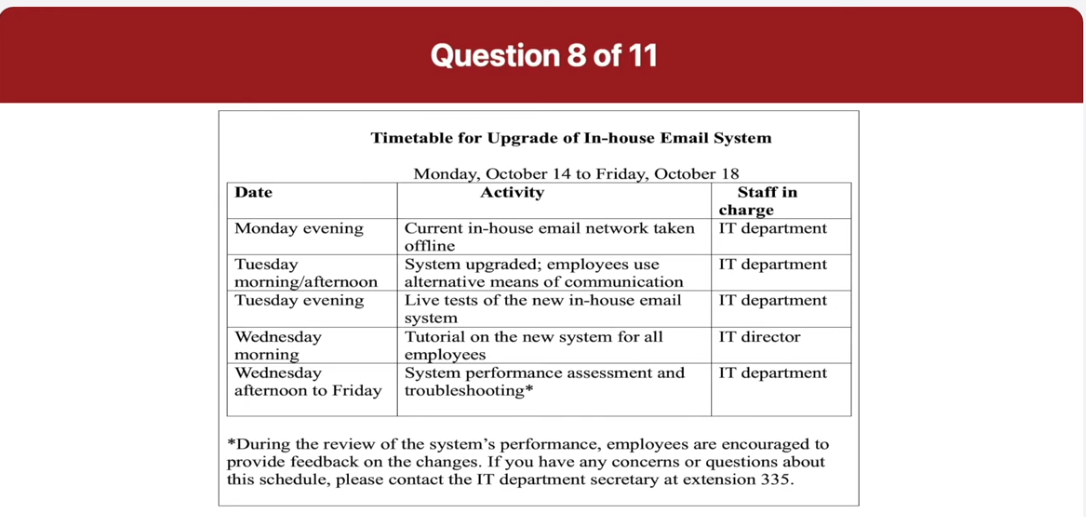 Question 8 of 11
Timetable for Upgrade of In-house Email System
Monday, October 14 to Friday, October 18
Date Activity Staff in charge
Monday evening Current in-house email network taken offline IT department
Tuesday morning/afternoon System upgraded; employees use alternative means of communication IT department
Tuesday evening Live tests of the new in-house email system IT department
Wednesday morning Tutorial on the new system for all employees IT director
Wednesday afternoon to Friday System performance assessment and troubleshooting* IT department
*During the review of the system's performance, employees are encouraged to
provide feedback on the changes. If you have any concerns or questions about
this schedule, please contact the IT department secretary at extension 335.